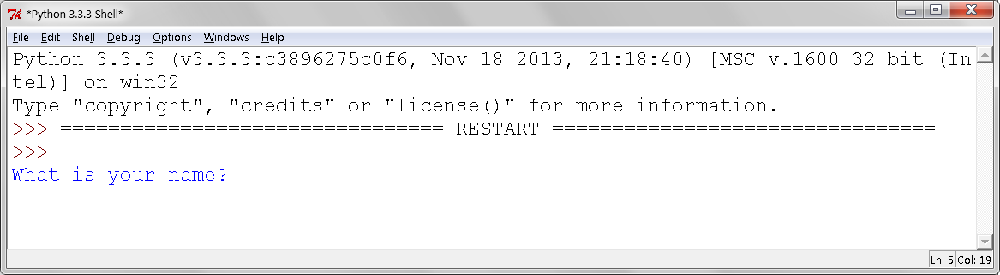 *Python 3.3.3 Shell*
File Edit Shell Debug Options Windows Help
Python 3.3.3 (v3.3.3:c3896275c0f6, Nov 18 2013, 21:18:40) [MSC v.1600 32 bit (In
tel)] on win32
Type "copyright", "credits" or "license()" for more information.
>>> ================================ RESTART ================================
>>>
What is your name?
Ln: 5 Col: 19